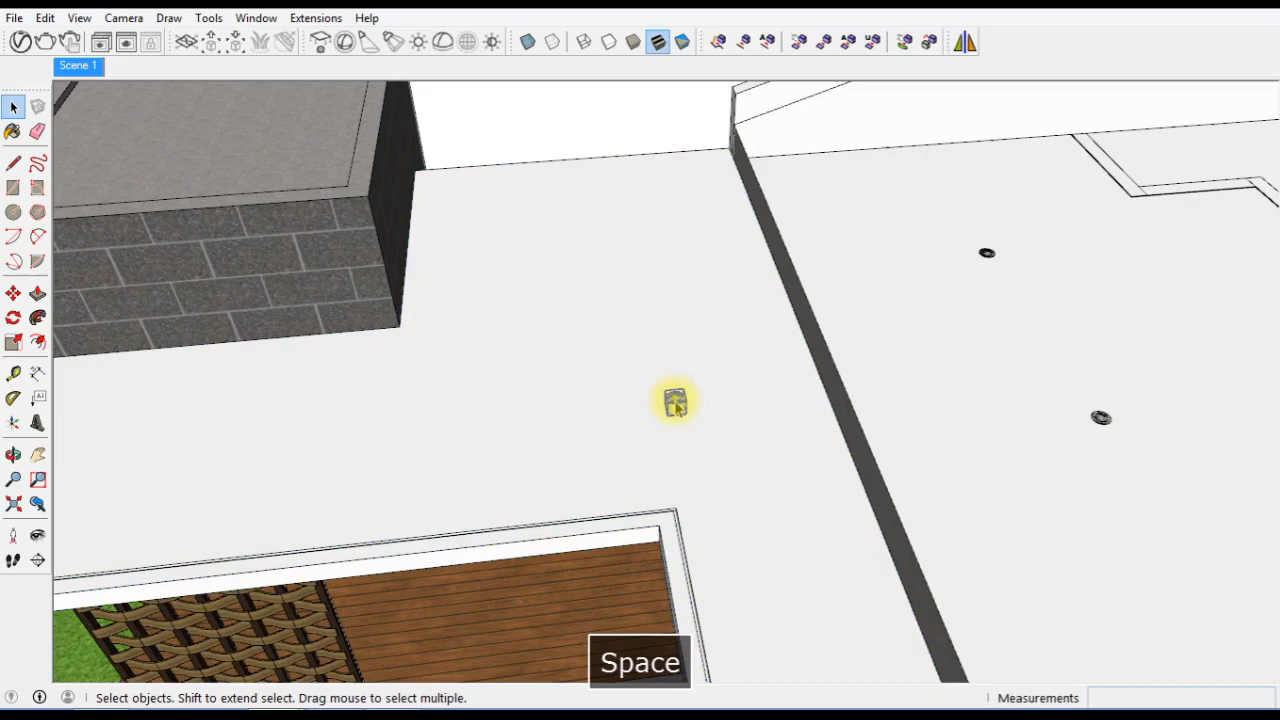 File Edit View Camera Draw Tools Window Extensions Help
Scene 1
Space
Select objects. Shift to extend select. Drag mouse to select multiple.
Measurements